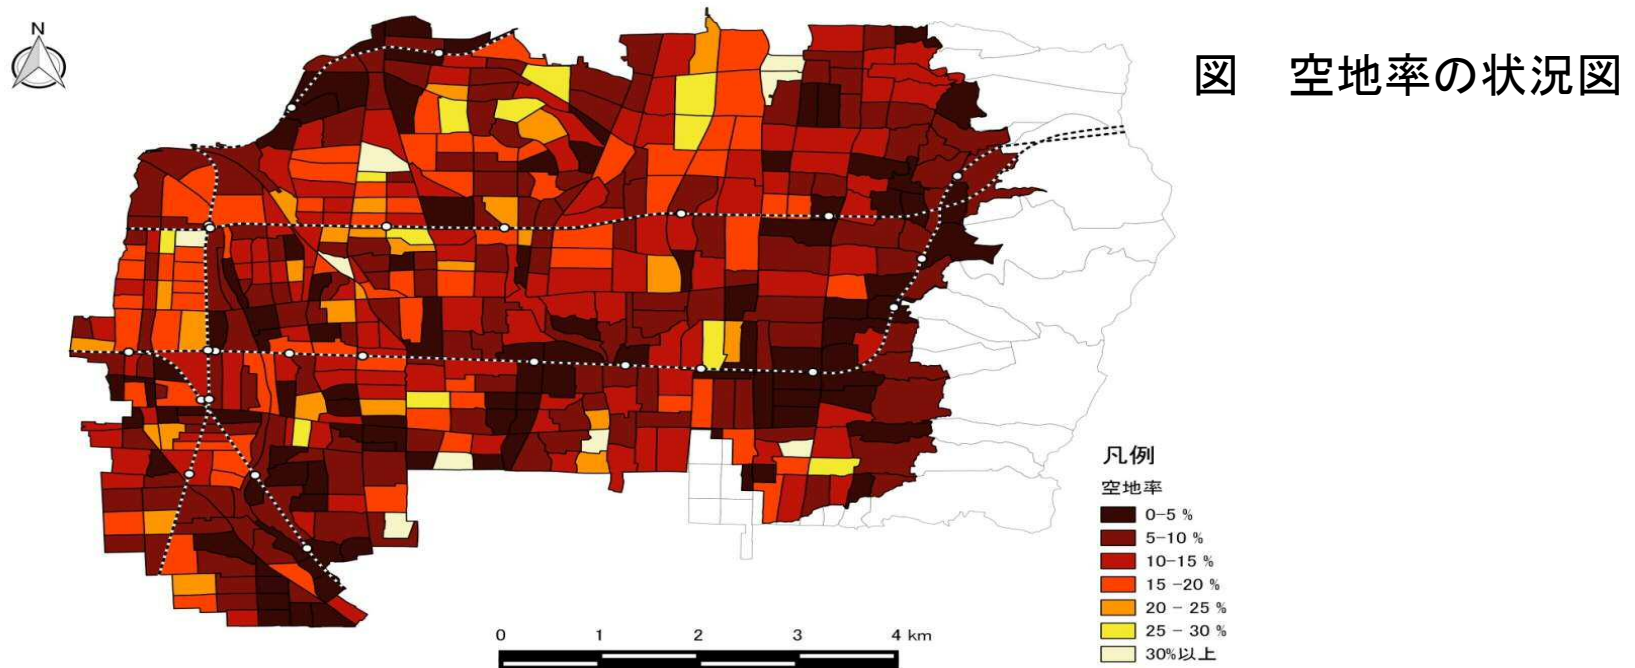 N
図　空地率の状況図
凡例
空地率
0-5 %
5-10 %
10-15 %
15 -20 %
20 - 25 %
25 - 30 %
30%以上
0 1 2 3 4 km